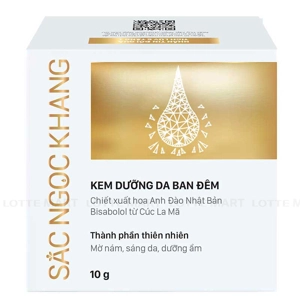 SẮC NGỌC KHANG
KEM DƯỠNG DA BAN ĐÊM
Chiết xuất hoa Anh Đào Nhật Bản
Bisabolol từ Cúc La Mã
Thành phần thiên nhiên
Mờ nám, sáng da, dưỡng ẩm
10 g